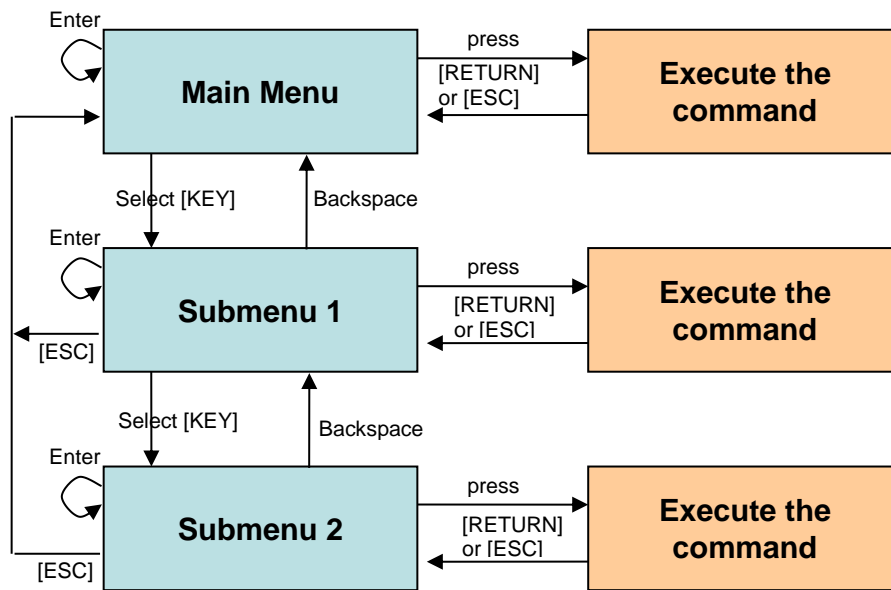 Enter
press
[RETURN]
or [ESC]
Main Menu
Execute the
command
Select [KEY]
Backspace
Enter
press
[RETURN]
or [ESC]
Submenu 1
Execute the
command
[ESC]
Select [KEY]
Backspace
Enter
press
[RETURN]
or [ESC]
Submenu 2
Execute the
command
[ESC]